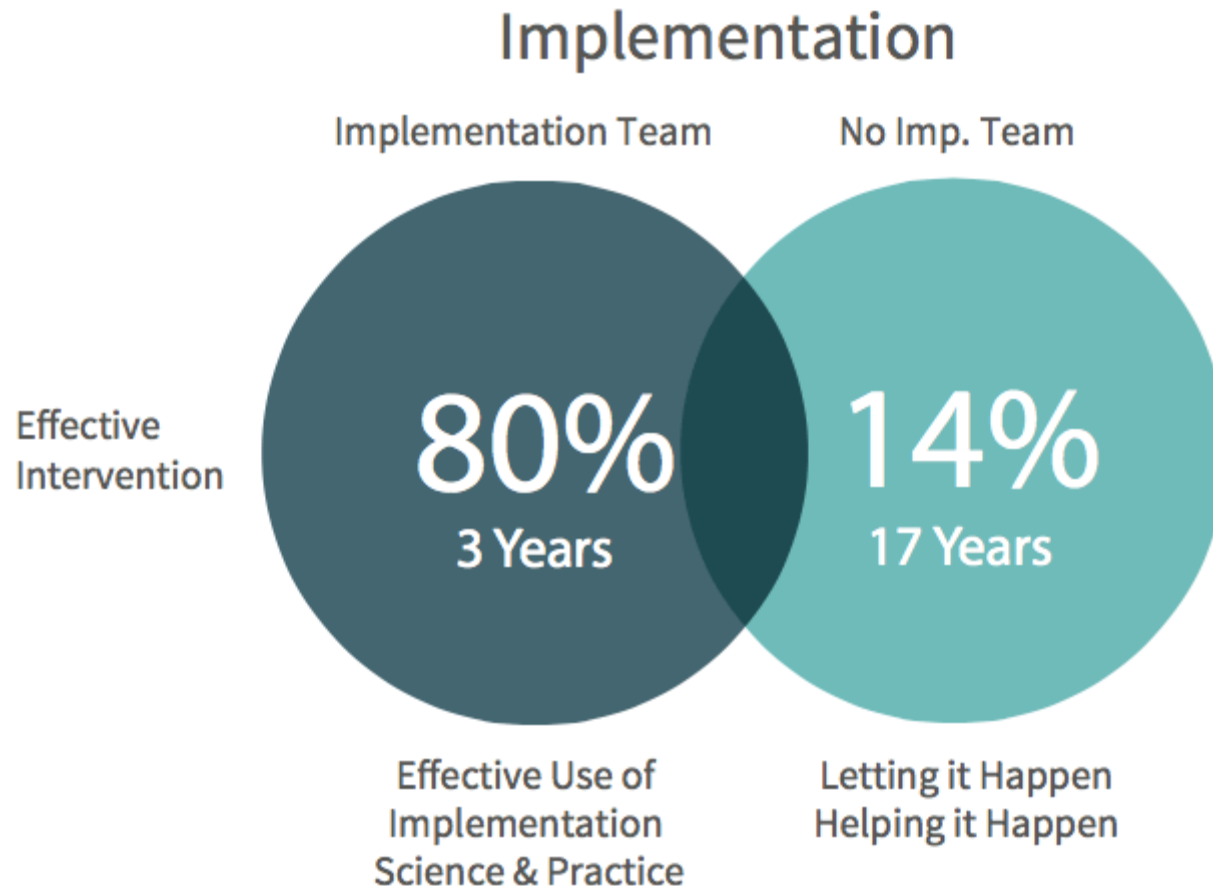 Implementation
Implementation Team
No Imp. Team
Effective
Intervention
80%
3 Years
14%
17 Years
Effective Use of
Implementation
Science & Practice
Letting it Happen
Helping it Happen